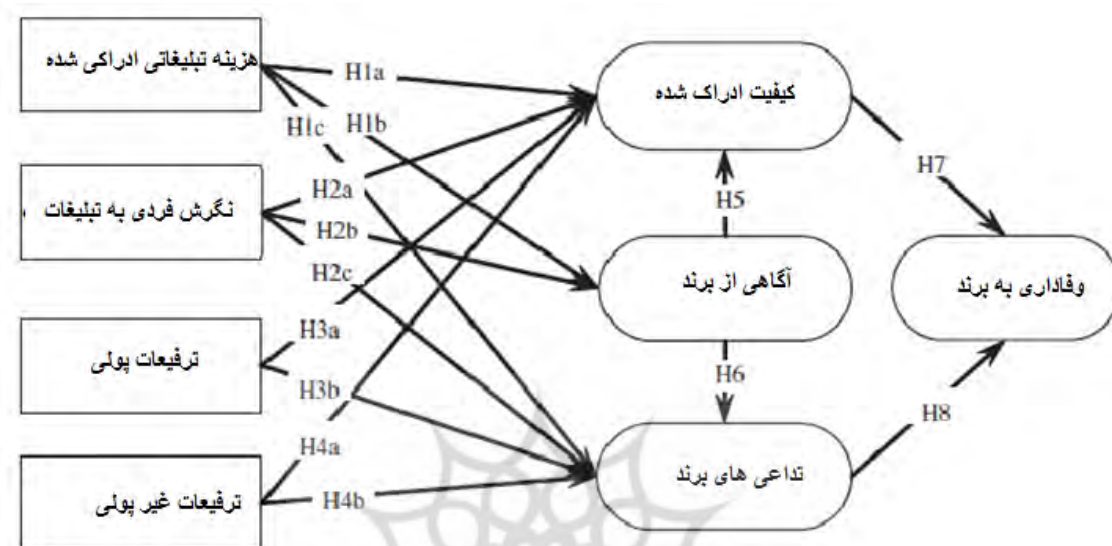 هزینه تبلیغاتی ادراکی شده
نگرش فردی به تبلیغات
ترفیعات پولی
ترفیعات غیر پولی
H1a
H1b
H1c
H2a
H2b
H2c
H3a
H3b
H4a
H4b
کیفیت ادراک شده
H5
آگاهی از برند
H6
تداعی های برند
H7
H8
وفاداری به برند